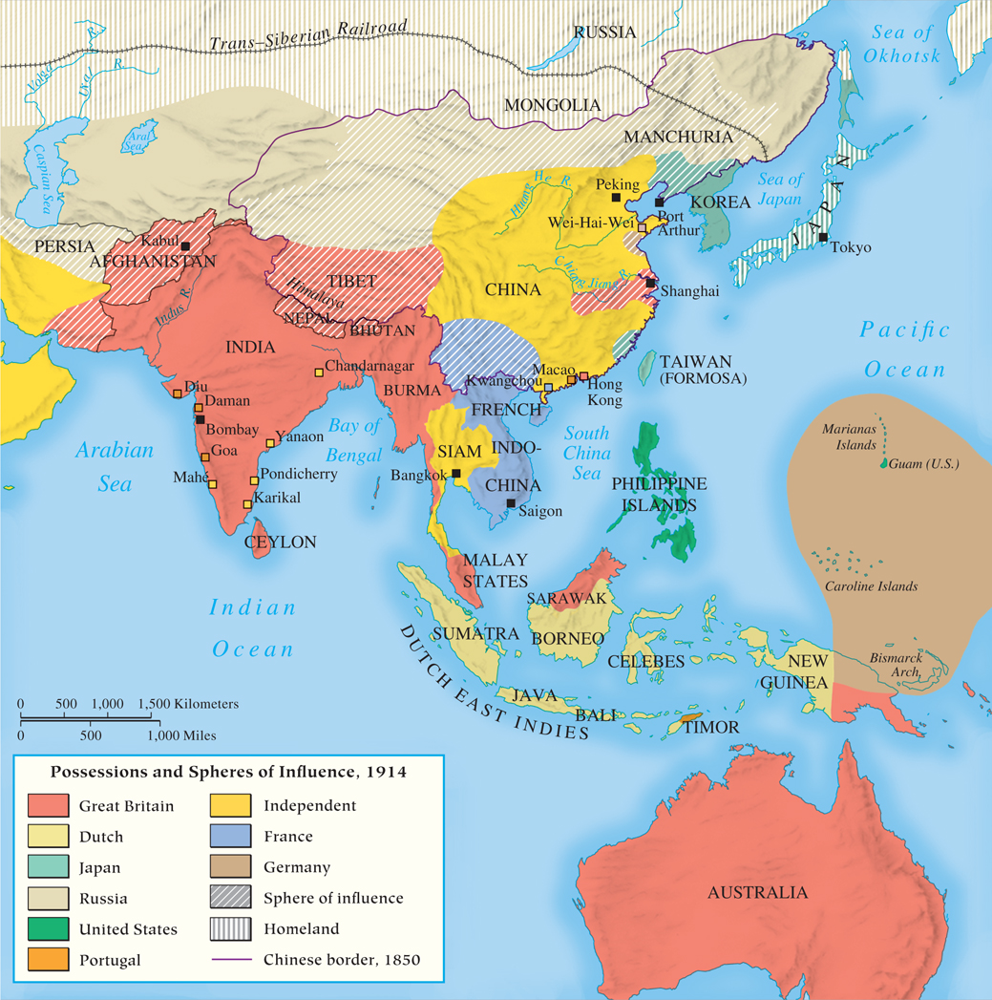 Trans–Siberian Railroad
RUSSIA
Sea of
Okhotsk
Volga
R.
Ural R.
MONGOLIA
MANCHURIA
Aral
Sea
Caspian Sea
Huang He R.
Peking
Sea of
Japan
KOREA
JAPAN
Port
Arthur
Wei-Hai-Wei
Tokyo
PERSIA
Kabul
AFGHANISTAN
TIBET
Himalaya
CHINA
Chiang Jiang R.
Shanghai
Indus R.
NEPAL
BHUTAN
INDIA
Pacific
Ocean
Chandarnagar
TAIWAN
(FORMOSA)
Macao
Kwangchou
Hong
Kong
BURMA
Diu
Daman
Bombay
Yanaon
Bay of
Bengal
FRENCH
INDO-
CHINA
South
China
Sea
Marianas
Islands
Guam (U.S.)
Arabian
Sea
Goa
SIAM
Mahé
Pondicherry
Bangkok
PHILIPPINE
ISLANDS
Karikal
Saigon
CEYLON
MALAY
STATES
Caroline Islands
Indian
Ocean
SARAWAK
SUMATRA
BORNEO
CELEBES
NEW
GUINEA
Bismarck
Arch.
DUTCH EAST INDIES
JAVA
BALI
TIMOR
0 500 1,000 1,500 Kilometers
0 500 1,000 Miles
Possessions and Spheres of Influence, 1914
Great Britain
Dutch
Japan
Russia
United States
Portugal
Independent
France
Germany
Sphere of influence
Homeland
Chinese border, 1850
AUSTRALIA